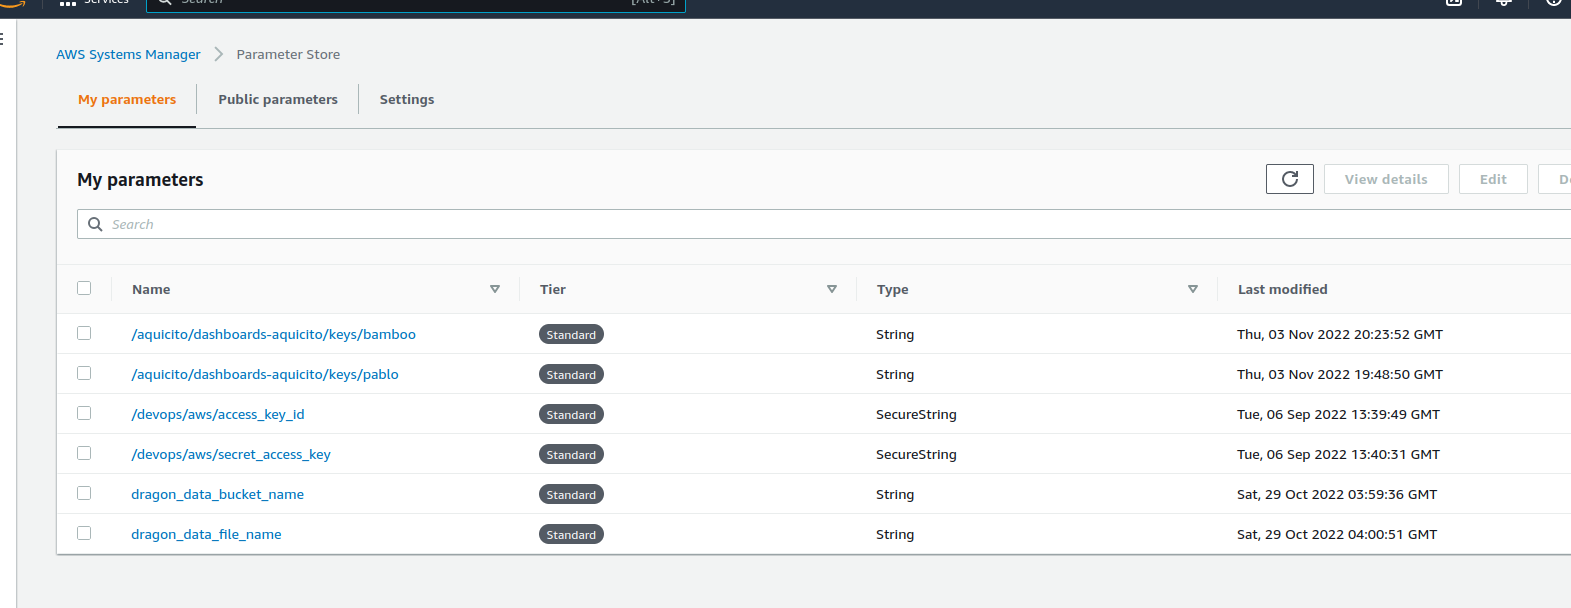 Services Search [Alt+S]
AWS Systems Manager Parameter Store
My parameters Public parameters Settings
My parameters View details Edit
Search
Name Tier Type Last modified
/aquicito/dashboards-aquicito/keys/bamboo Standard String Thu, 03 Nov 2022 20:23:52 GMT
/aquicito/dashboards-aquicito/keys/pablo Standard String Thu, 03 Nov 2022 19:48:50 GMT
/devops/aws/access_key_id Standard SecureString Tue, 06 Sep 2022 13:39:49 GMT
/devops/aws/secret_access_key Standard SecureString Tue, 06 Sep 2022 13:40:31 GMT
dragon_data_bucket_name Standard String Sat, 29 Oct 2022 03:59:36 GMT
dragon_data_file_name Standard String Sat, 29 Oct 2022 04:00:51 GMT